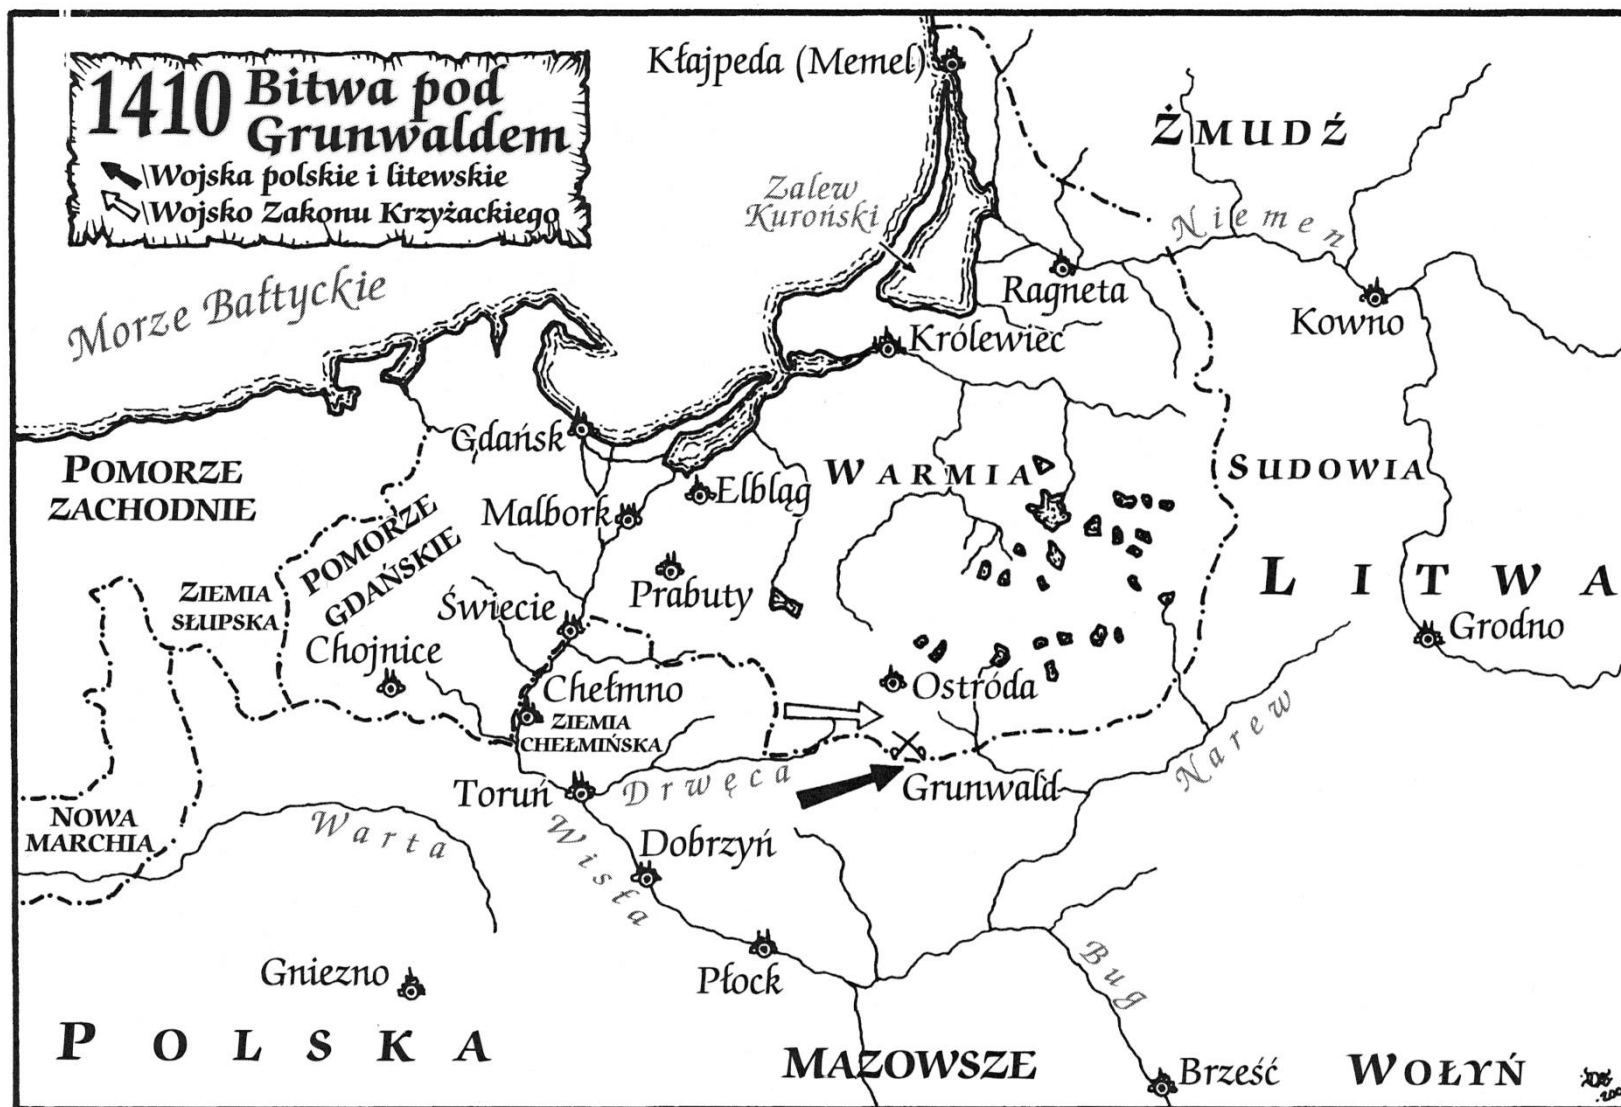 1410 Bitwa pod
Grunwaldem
Wojska polskie i litewskie
Wojsko Zakonu Krzyżackiego
Kłajpeda (Memel)
ŻMUDŹ
Zalew
Kuroński
Niemen
Morze Bałtyckie
Ragneta
Kowno
Królewiec
Gdańsk
POMORZE
ZACHODNIE
WARMIA
SUDOWIA
Elbląg
Malbork
POMORZE
GDAŃSKIE
LITWA
ZIEMIA
SŁUPSKA
Prabuty
Świecie
Grodno
Chojnice
Chełmno
Ostróda
ZIEMIA
CHEŁMIŃSKA
Narew
Toruń
Drwęca
Grunwald
NOWA
MARCHIA
Warta
Wisła
Dobrzyń
Gniezno
Płock
Bug
POLSKA
MAZOWSZE
Brześć
WOŁYŃ